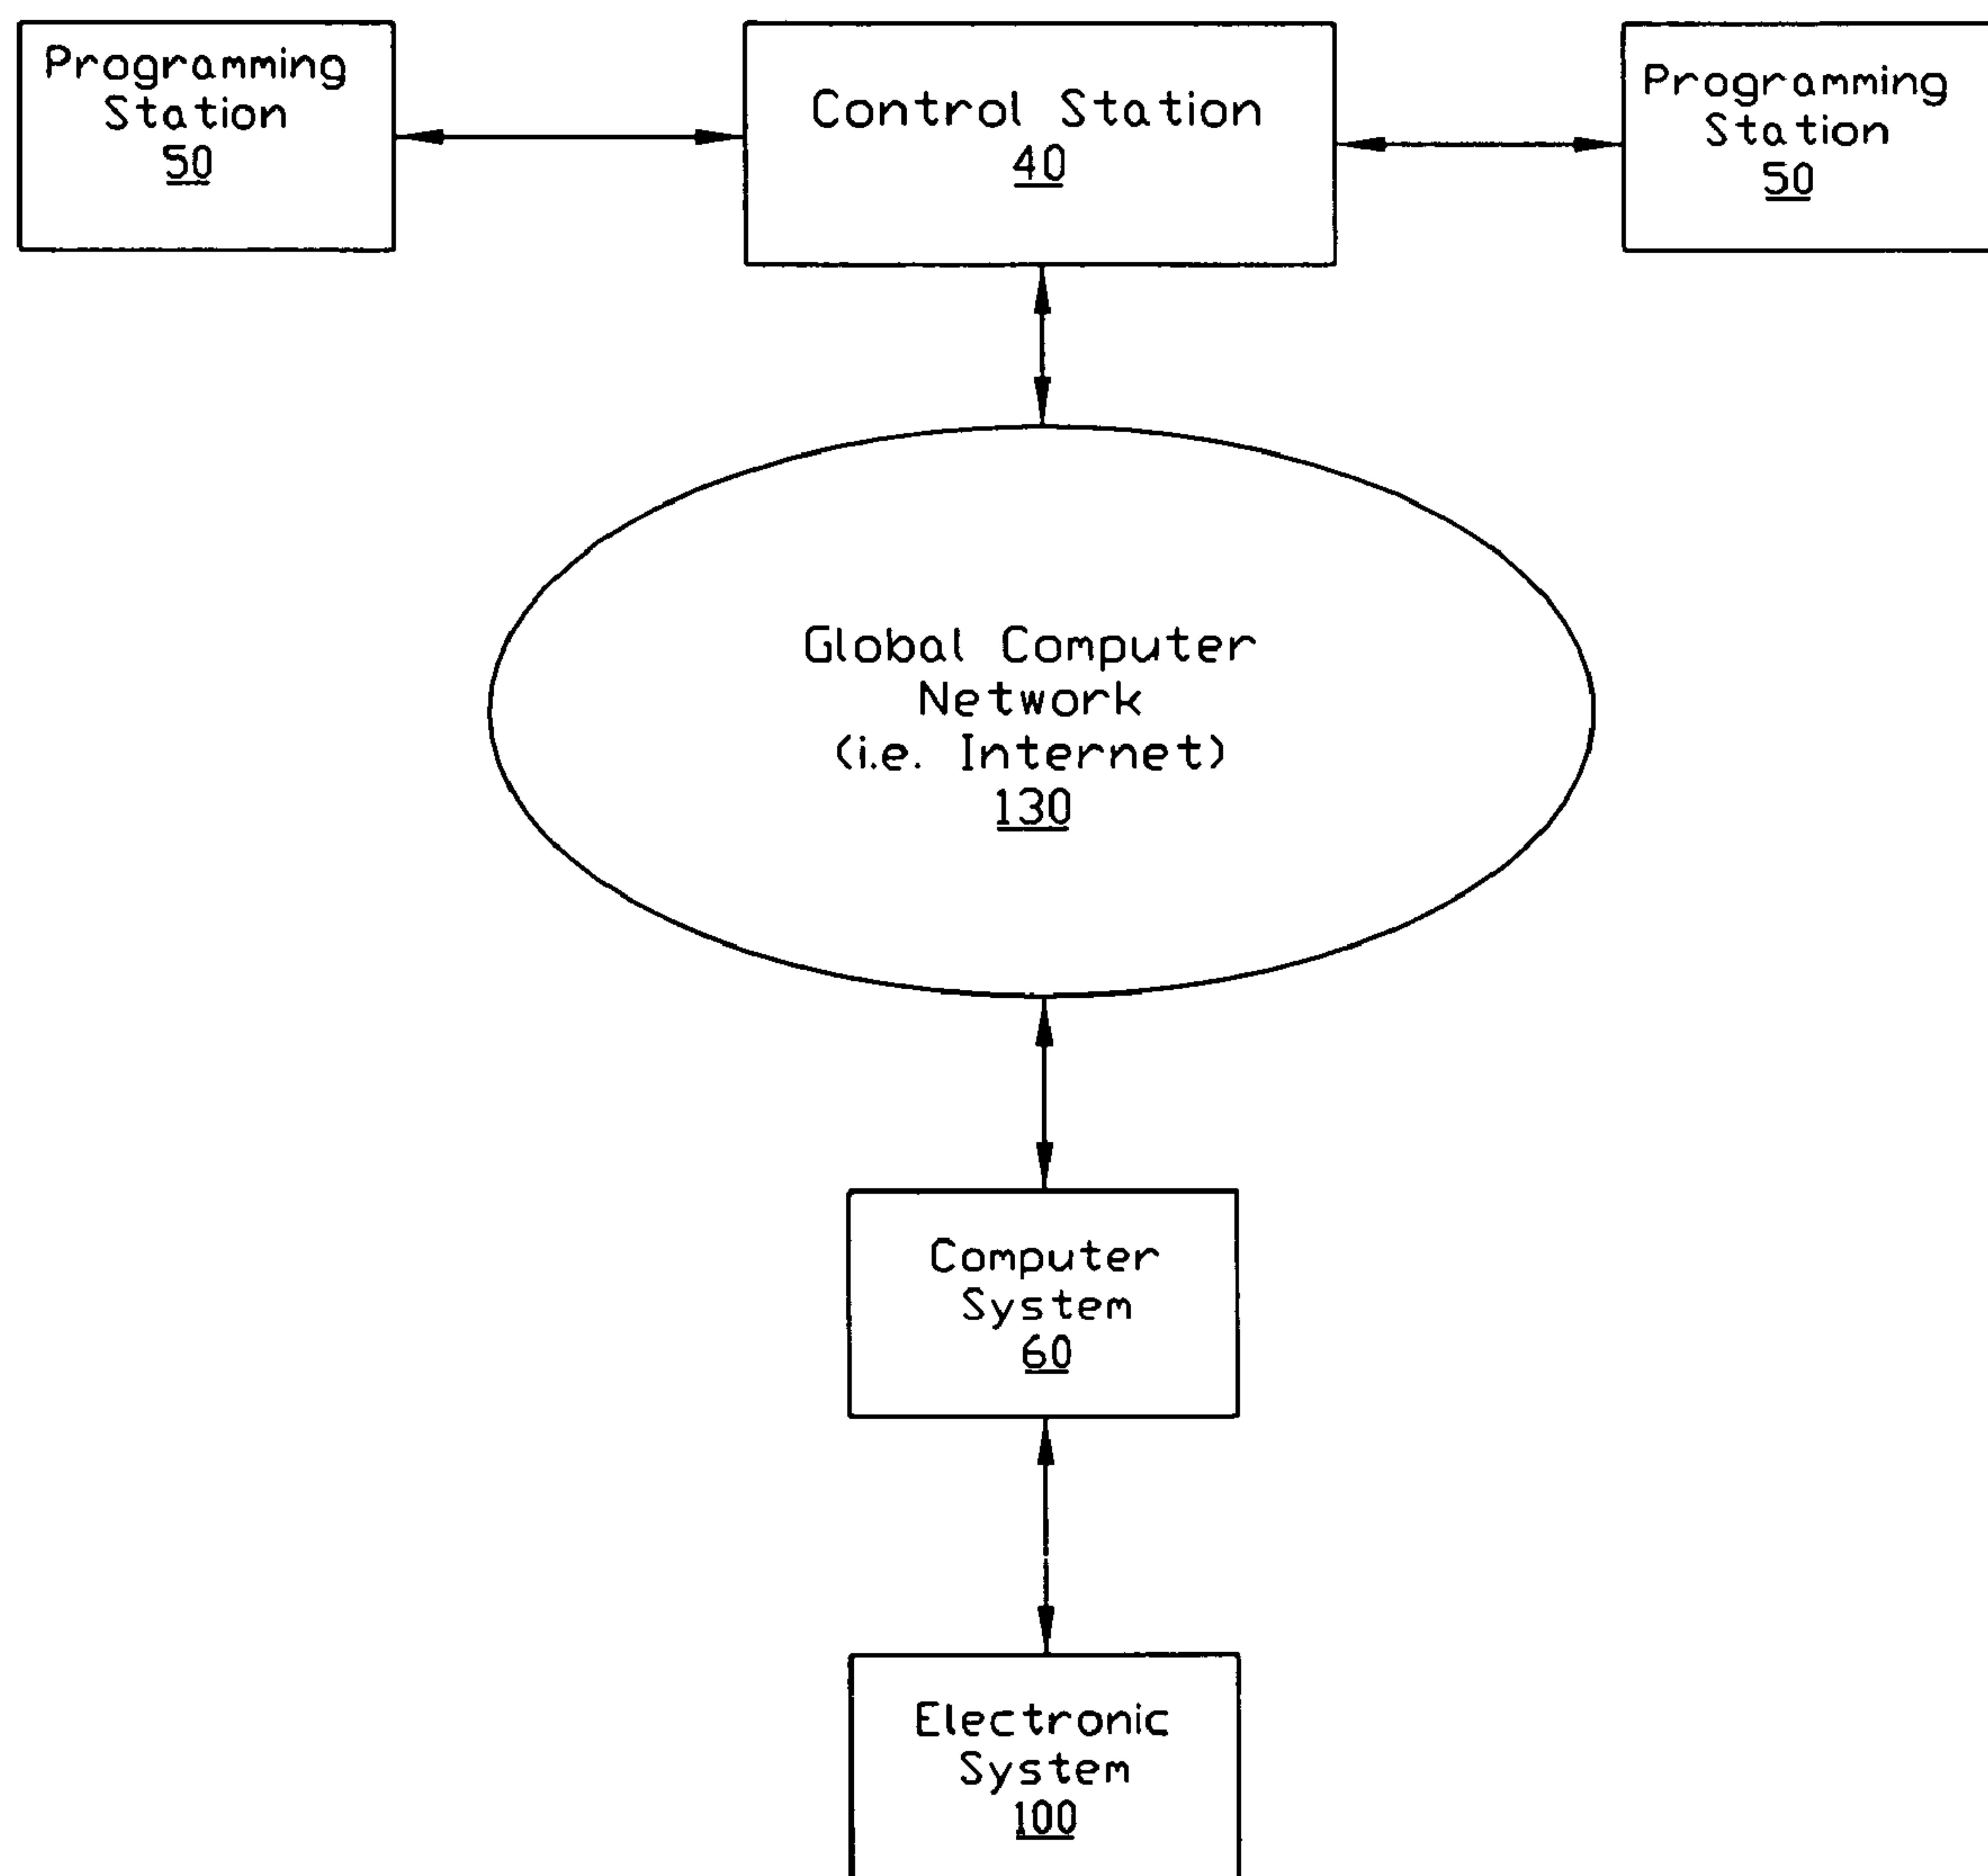 Programming
Station
50
Control Station
40
Programming
Station
50
Global Computer
Network
(i.e. Internet)
130
Computer
System
60
Electronic
System
100